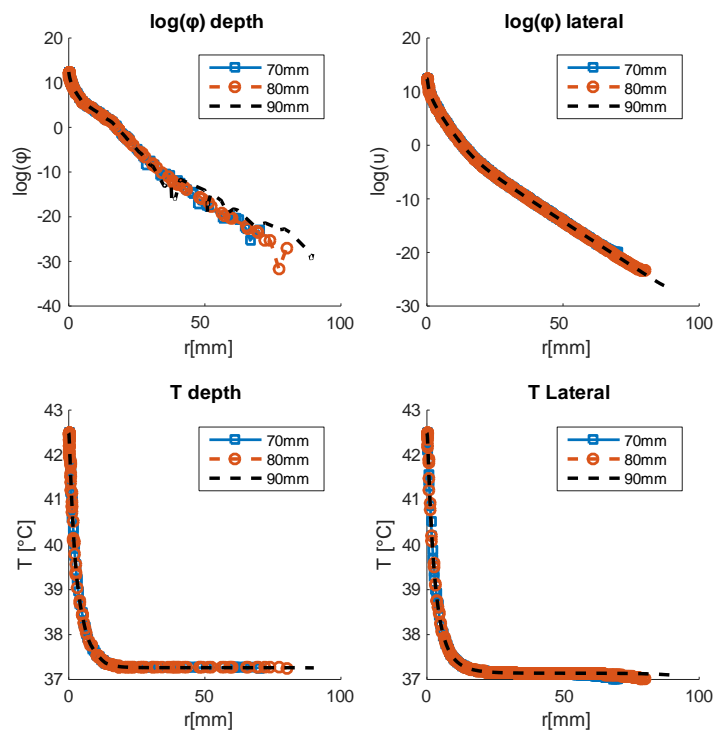 log(φ) depth
20
10
0
-10
-20
-30
-40
log(φ)
0
50
100
r[mm]
70mm
80mm
90mm
log(φ) lateral
20
10
0
-10
-20
-30
log(u)
0
50
100
r[mm]
70mm
80mm
90mm
T depth
43
42
41
40
39
38
37
T [°C]
0
50
100
r[mm]
70mm
80mm
90mm
T Lateral
43
42
41
40
39
38
37
T [°C]
0
50
100
r[mm]
70mm
80mm
90mm